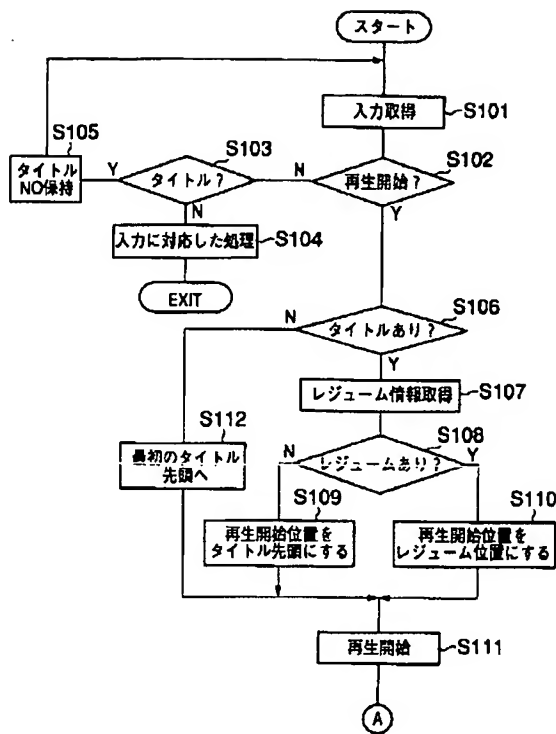 スタート
入力取得
S101
S105
S103
S102
タイトル
NO保持
Y
タイトル?
N
再生開始?
N
Y
入力に対応した処理
S104
EXIT
S106
N
タイトルあり?
Y
レジューム情報取得
S107
S112
S108
最初のタイトル
先頭へ
N
レジュームあり?
Y
S109
S110
再生開始位置を
タイトル先頭にする
再生開始位置を
レジューム位置にする
再生開始
S111
A